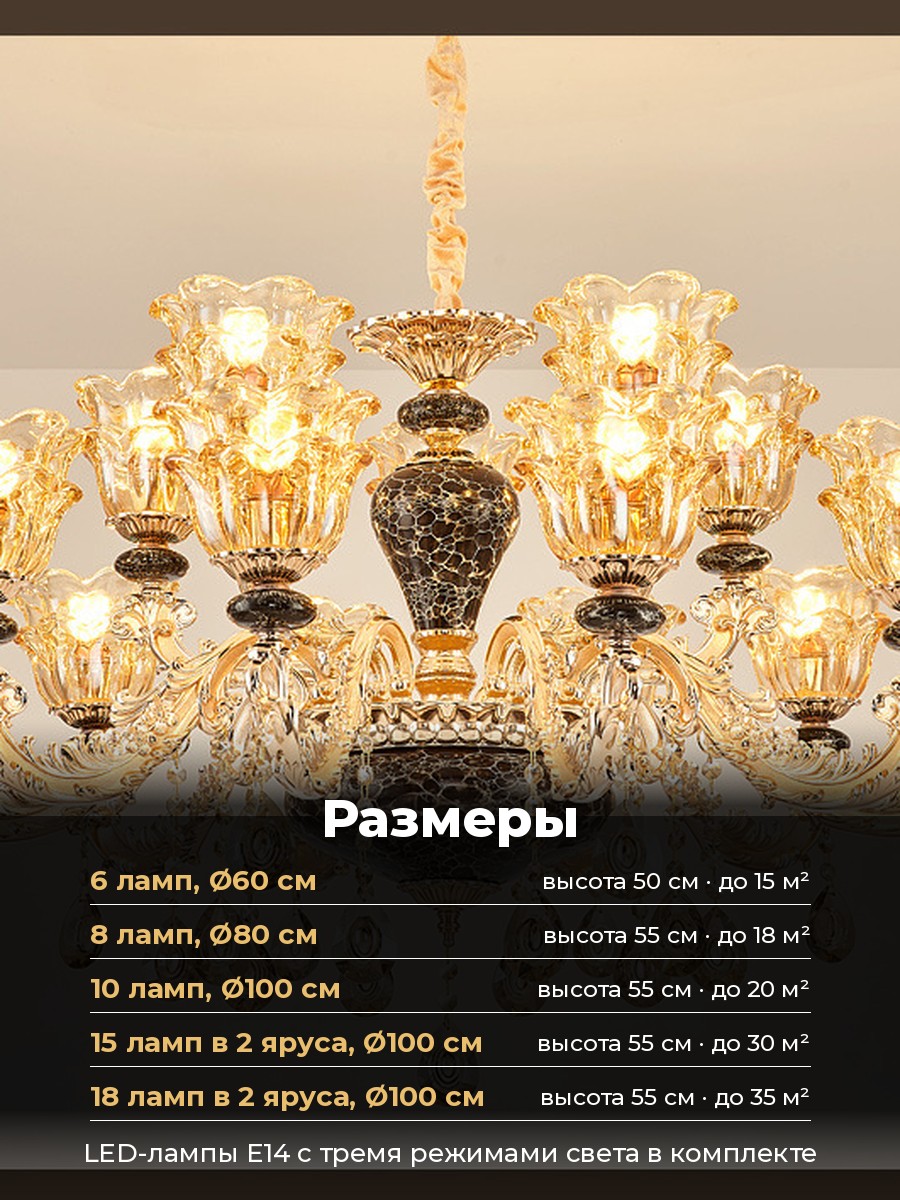 Размеры
6 ламп, Ø60 см высота 50 см · до 15 м²
8 ламп, Ø80 см высота 55 см · до 18 м²
10 ламп, Ø100 см высота 55 см · до 20 м²
15 ламп в 2 яруса, Ø100 см высота 55 см · до 30 м²
18 ламп в 2 яруса, Ø100 см высота 55 см · до 35 м²
LED-лампы E14 с тремя режимами света в комплекте